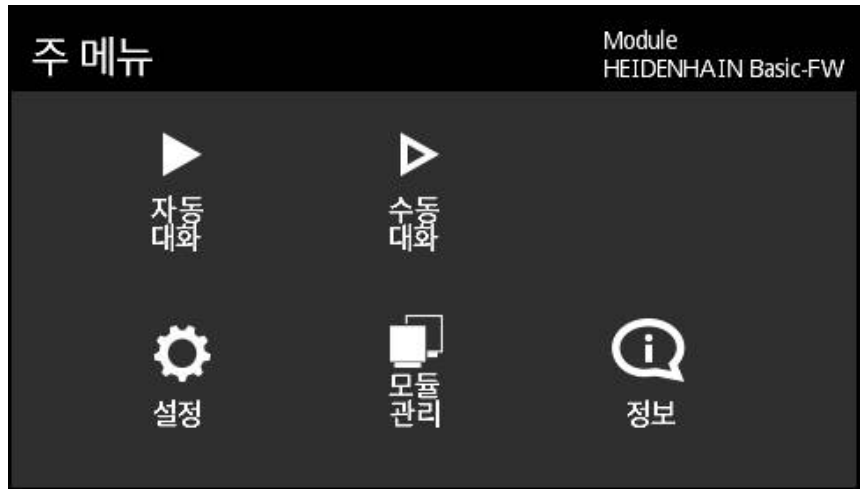 주 메뉴
Module
HEIDENHAIN Basic-FW
자동
대화
수동
대화
설정
모듈
관리
정보